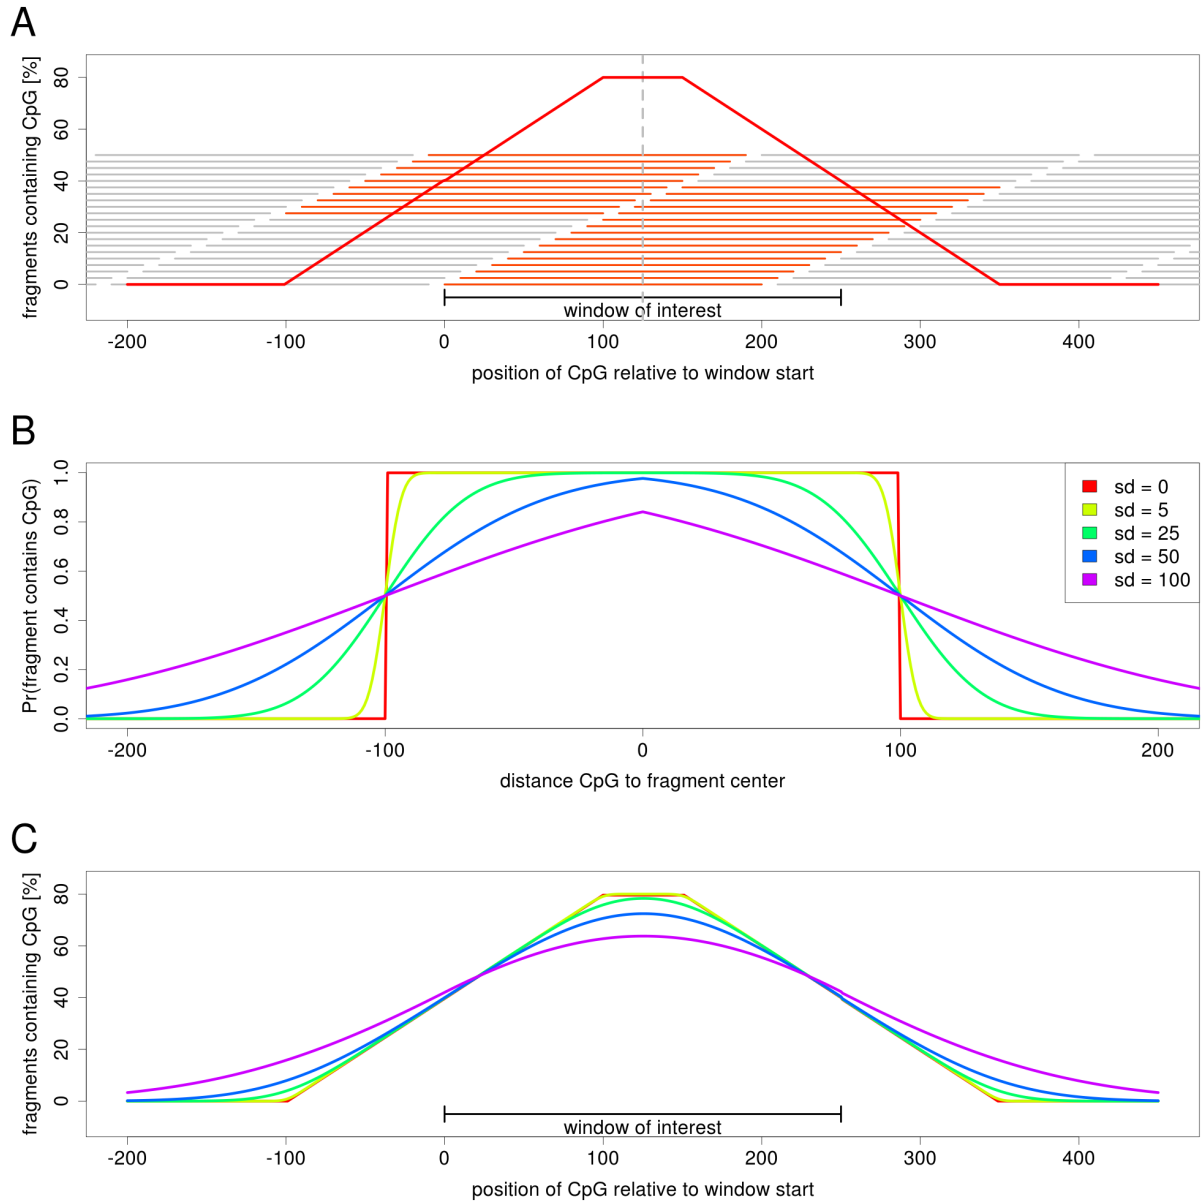 A
fragments containing CpG [%]
80
60
40
20
0
window of interest
-200 -100 0 100 200 300 400
position of CpG relative to window start
B
Pr(fragment contains CpG)
1.0
0.8
0.6
0.4
0.2
0.0
sd = 0
sd = 5
sd = 25
sd = 50
sd = 100
-200 -100 0 100 200
distance CpG to fragment center
C
fragments containing CpG [%]
80
60
40
20
0
window of interest
-200 -100 0 100 200 300 400
position of CpG relative to window start